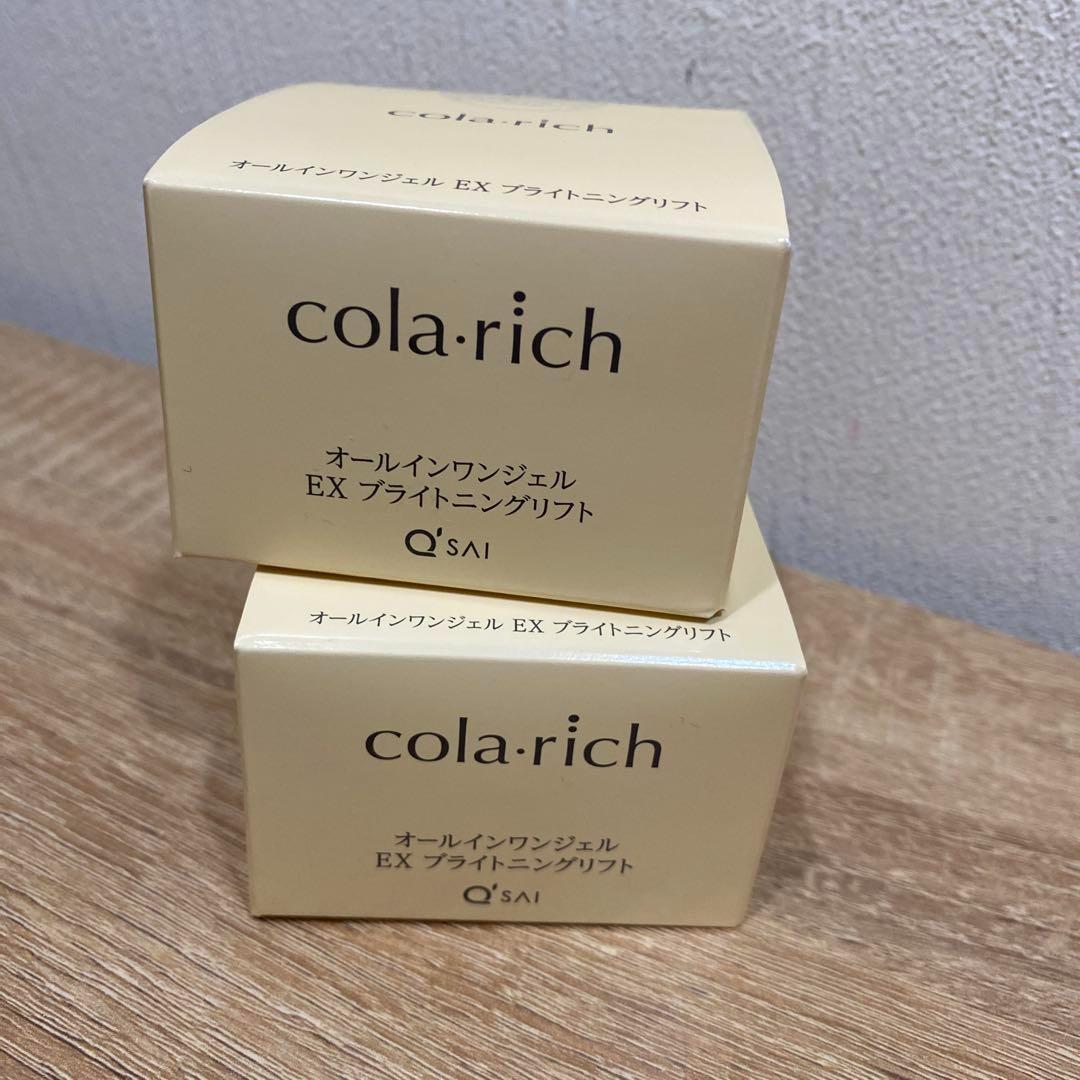 cola・rich
オールインワンジェル EX ブライトニングリフト
cola・rich
オールインワンジェル
EX ブライトニングリフト
Q'SAI
オールインワンジェル EX ブライトニングリフト
cola・rich
オールインワンジェル
EX ブライトニングリフト
Q'SAI